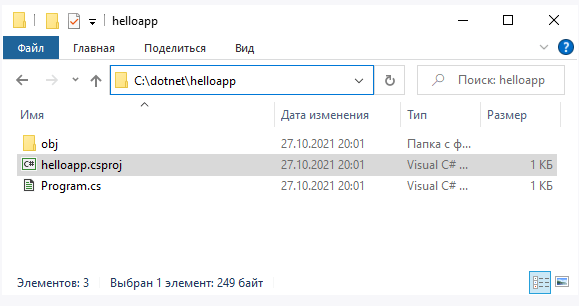 helloapp
Файл Главная Поделиться Вид
C:\dotnet\helloapp Поиск: helloapp
Имя Дата изменения Тип Размер
obj 27.10.2021 20:01 Папка с ф...
C# helloapp.csproj 27.10.2021 20:01 Visual C# ... 1 КБ
Program.cs 27.10.2021 20:01 Visual C# ... 1 КБ
Элементов: 3 Выбран 1 элемент: 249 байт